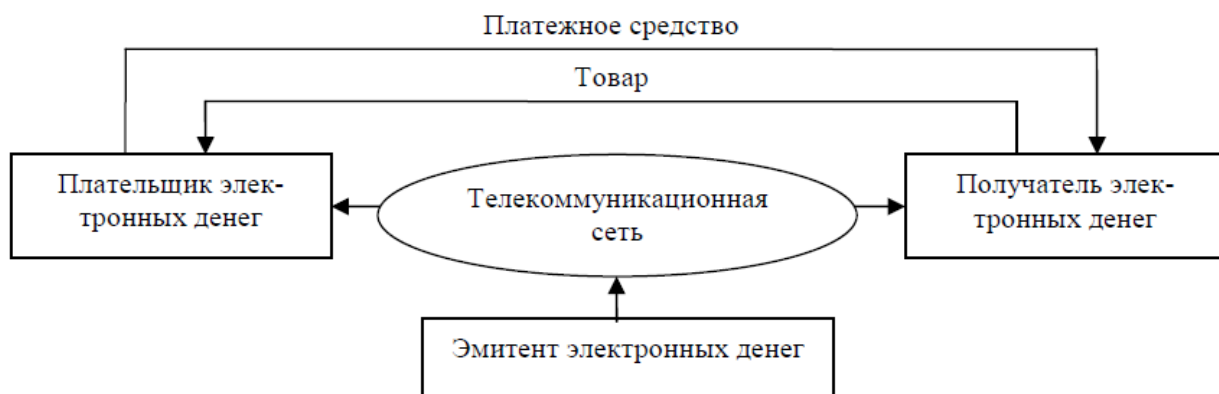 Платежное средство
Товар
Плательщик элек-
тронных денег
Телекоммуникационная
сеть
Получатель элек-
тронных денег
Эмитент электронных денег